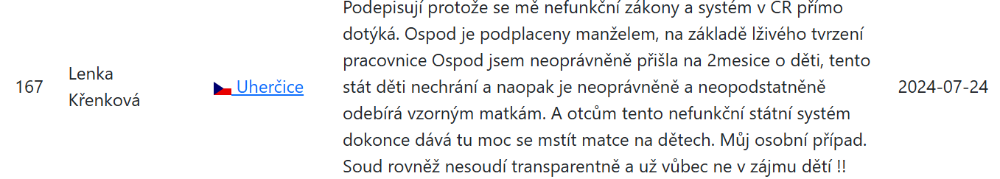 Podepisují protože se mě nefunkční zákony a systém v ČR přímo
dotýká. Ospod je podplaceny manželem, na základě lživého tvrzení
pracovnice Ospod jsem neoprávněně přišla na 2mesice o děti, tento
167 Lenka Křenková Uherčice stát děti nechrání a naopak je neoprávněně a neopodstatněně 2024-07-24
odebírá vzorným matkám. A otcům tento nefunkční státní systém
dokonce dává tu moc se mstít matce na dětech. Můj osobní případ.
Soud rovněž nesoudí transparentně a už vůbec ne v zájmu dětí !!